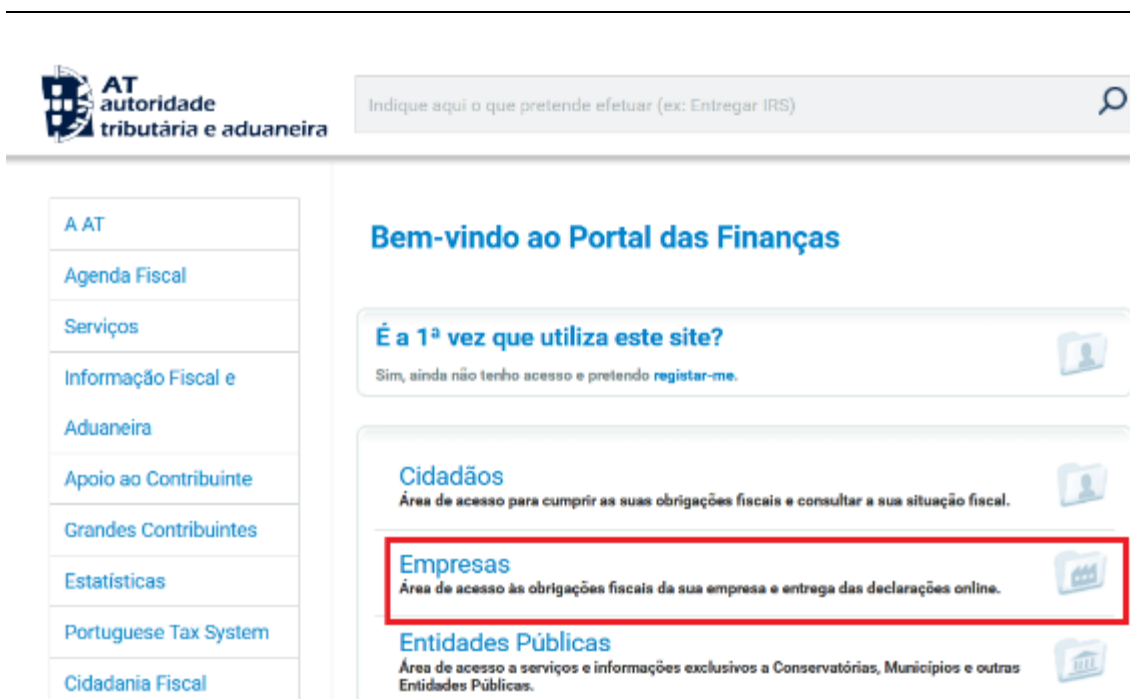 AT
autoridade
tributária e aduaneira
Indique aqui o que pretende efetuar (ex: Entregar IRS)
A AT
Agenda Fiscal
Serviços
Informação Fiscal e
Aduaneira
Apoio ao Contribuinte
Grandes Contribuintes
Estatísticas
Portuguese Tax System
Cidadania Fiscal
Bem-vindo ao Portal das Finanças
É a 1ª vez que utiliza este site?
Sim, ainda não tenho acesso e pretendo registar-me.
Cidadãos
Área de acesso para cumprir as suas obrigações fiscais e consultar a sua situação fiscal.
Empresas
Área de acesso às obrigações fiscais da sua empresa e entrega das declarações online.
Entidades Públicas
Área de acesso a serviços e informações exclusivos a Conservatórias, Municípios e outras
Entidades Públicas.